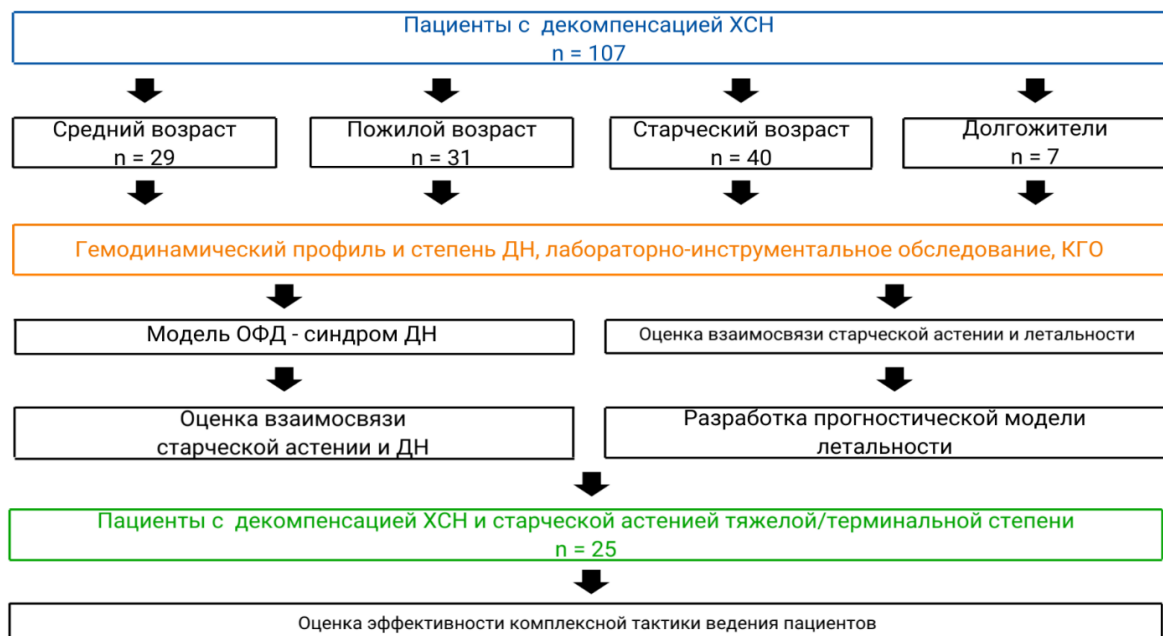 Пациенты с декомпенсацией ХСН
n = 107
Средний возраст
n = 29
Пожилой возраст
n = 31
Старческий возраст
n = 40
Долгожители
n = 7
Гемодинамический профиль и степень ДН, лабораторно-инструментальное обследование, КГО
Модель ОФД - синдром ДН
Оценка взаимосвязи старческой астении и летальности
Оценка взаимосвязи
старческой астении и ДН
Разработка прогностической модели
летальности
Пациенты с декомпенсацией ХСН и старческой астенией тяжелой/терминальной степени
n = 25
Оценка эффективности комплексной тактики ведения пациентов